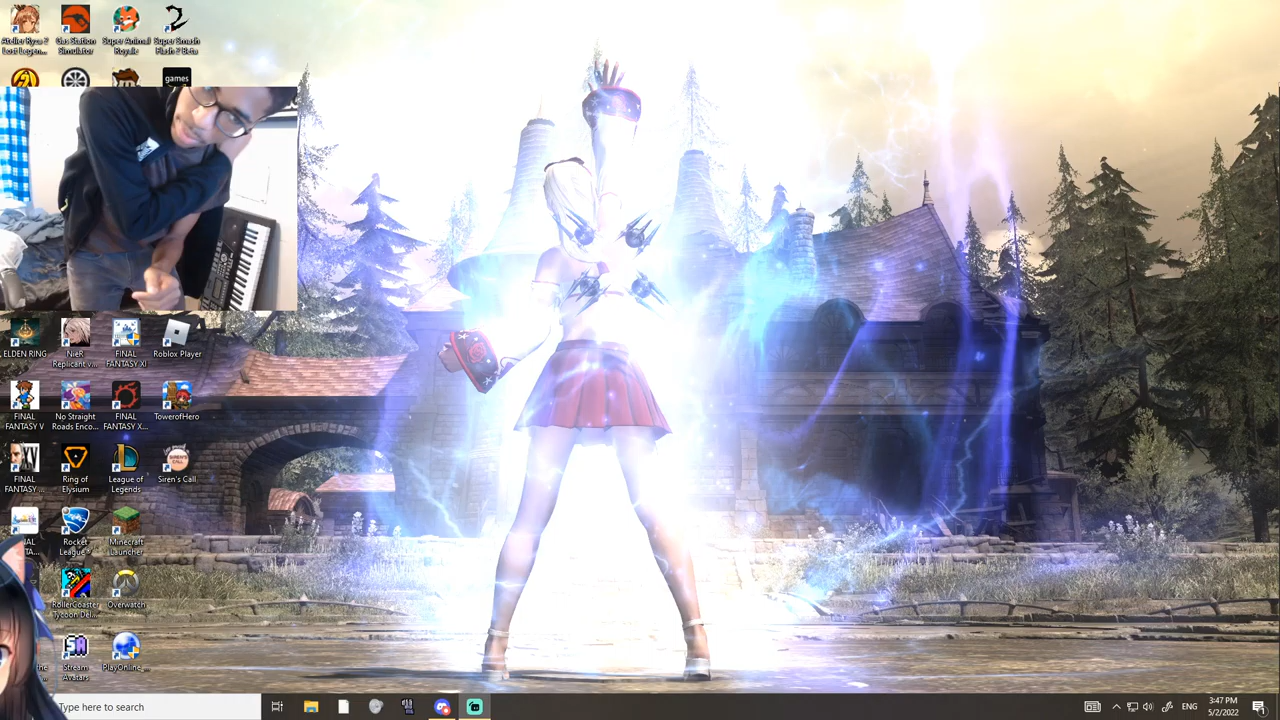 Atelier Ryza 2
Lost Legen...
Gas Station
Simulator
Super Animal
Royale
Super Smash
Flash 2 Beta
games
ELDEN RING
NieR
Replicant v...
FINAL
FANTASY XI
Roblox Player
FINAL
FANTASY V
No Straight
Roads Enco...
FINAL
FANTASY X...
TowerofHero
FINAL
FANTASY ...
Ring of
Elysium
League of
Legends
Siren's Call
Rocket
League
Minecraft
Launcher
RollerCoaster
Tycoon Del...
Overwatch
Stream
Avatars
PlayOnline ...
Type here to search
ENG
3:47 PM
5/2/2022